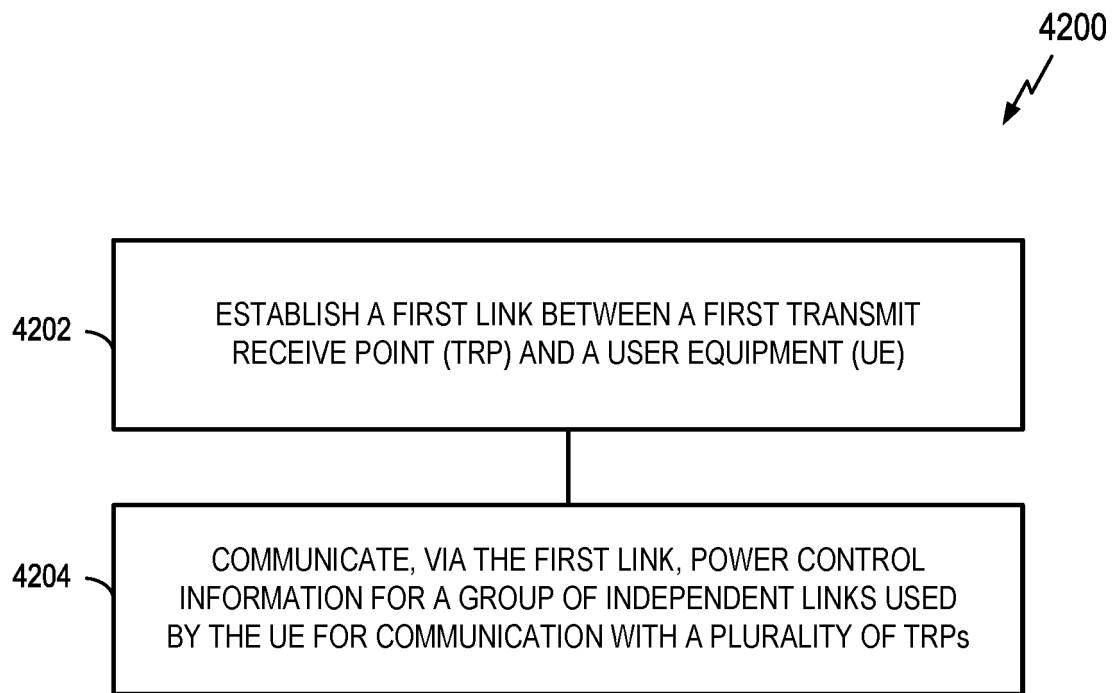 4200
4202
ESTABLISH A FIRST LINK BETWEEN A FIRST TRANSMIT
RECEIVE POINT (TRP) AND A USER EQUIPMENT (UE)
4204
COMMUNICATE, VIA THE FIRST LINK, POWER CONTROL
INFORMATION FOR A GROUP OF INDEPENDENT LINKS USED
BY THE UE FOR COMMUNICATION WITH A PLURALITY OF TRPs